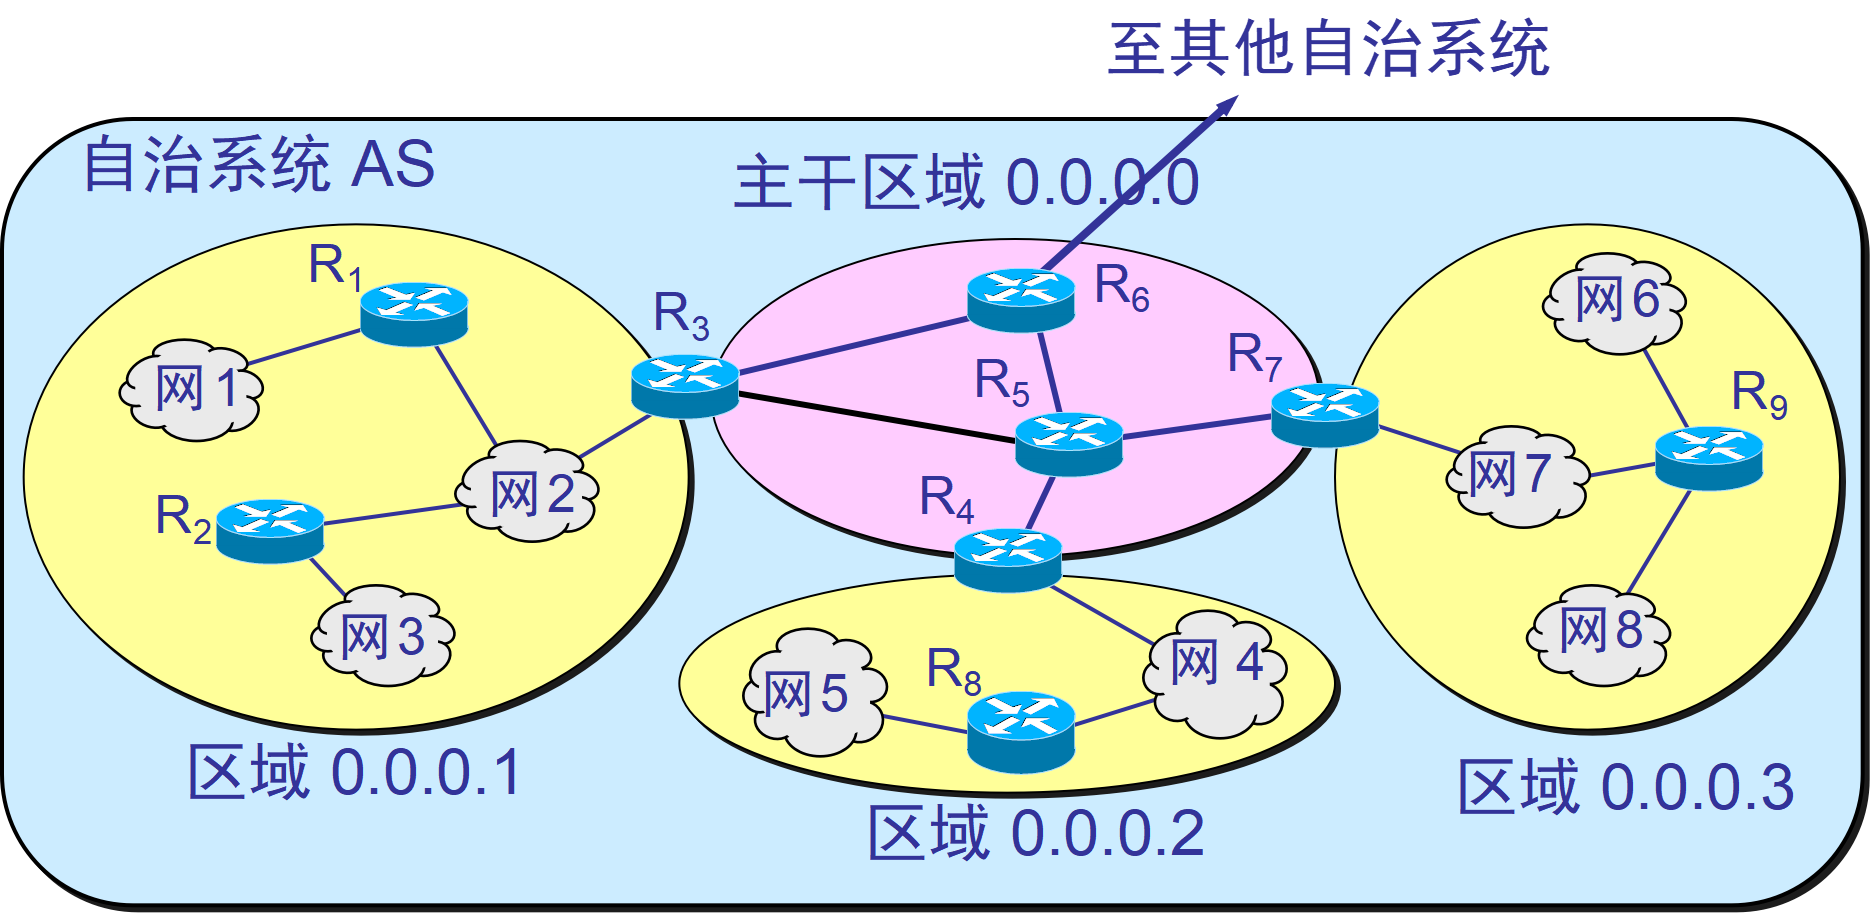 至其他自治系统
自治系统 AS
主干区域 0.0.0.0
R1
R3
R6
R5
R7
网6
R9
网1
网2
R2
R4
网7
网3
网5
R8
网4
网8
区域 0.0.0.1
区域 0.0.0.2
区域 0.0.0.3